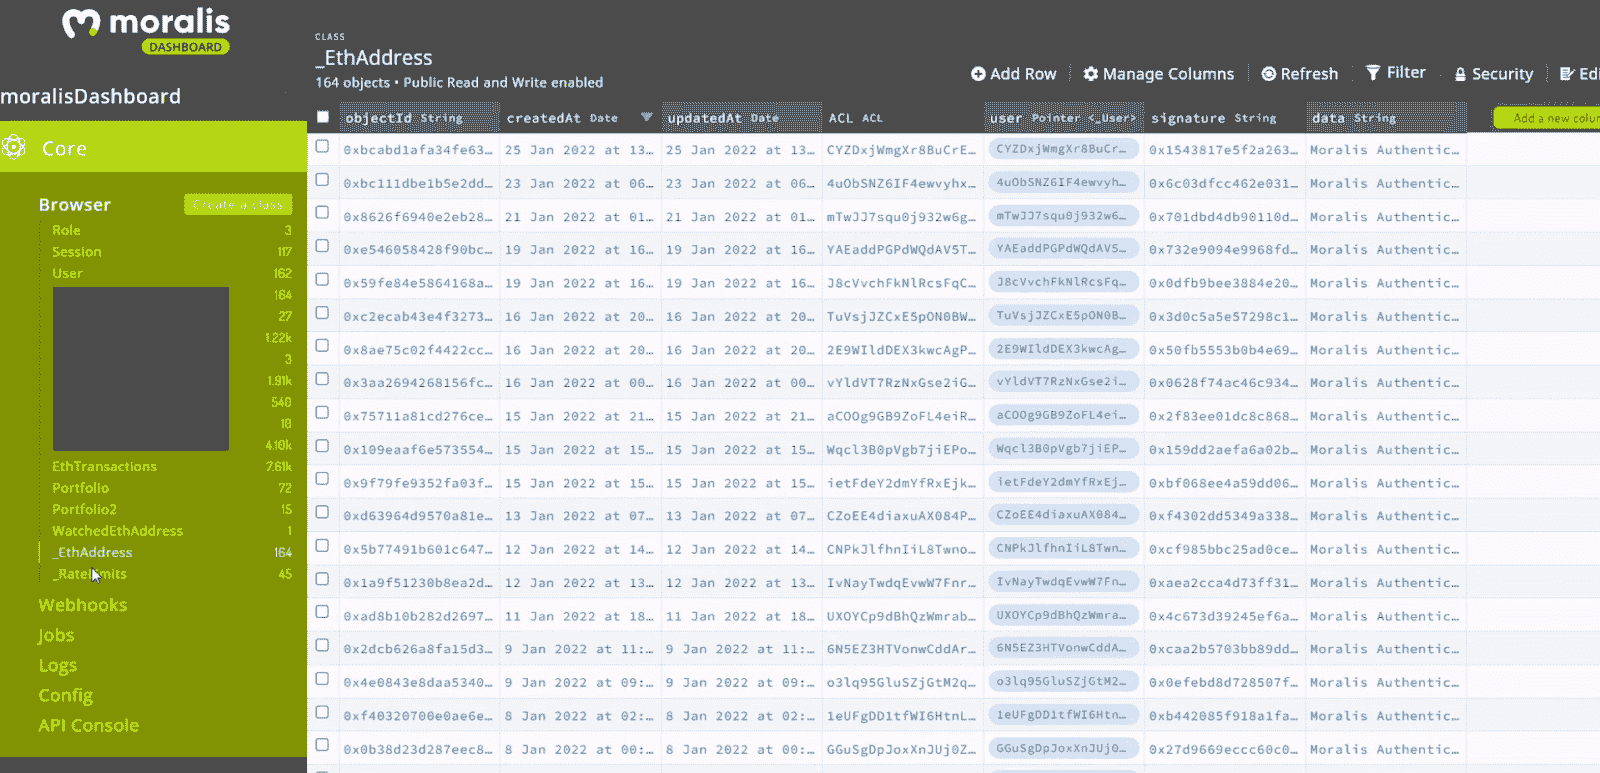 moralis
DASHBOARD
moralisDashboard
Core
Browser Create a class
Role 3
Session 117
User 162
164
27
1.22k
3
1.91k
540
10
4.10k
EthTransactions 7.61k
Portfolio 72
Portfolio2 15
WatchedEthAddress 1
_EthAddress 164
_RateLimits 45
Webhooks
Jobs
Logs
Config
API Console
CLASS
_EthAddress
164 objects • Public Read and Write enabled
Add Row Manage Columns Refresh Filter Security Edi
objectId String createdAt Date updatedAt Date ACL ACL user Pointer <_User> signature String data String Add a new colum
0xbcabd1afa34fe63… 25 Jan 2022 at 13… 25 Jan 2022 at 13… CYZDxjWmgXr8BuCrE… CYZDxjWmgXr8BuCr… 0x1543817e5f2a263… Moralis Authentic…
0xbc111dbe1b5e2dd… 23 Jan 2022 at 06… 23 Jan 2022 at 06… 4uObSNZ6IF4ewvyhx… 4uObSNZ6IF4ewvyh… 0x6c03dfcc462e031… Moralis Authentic…
0x8626f6940e2eb28… 21 Jan 2022 at 01… 21 Jan 2022 at 01… mTwJJ7squ0j932w6g… mTwJJ7squ0j932w6… 0x701dbd4db90110d… Moralis Authentic…
0xe546058428f90bc… 19 Jan 2022 at 16… 19 Jan 2022 at 16… YAEaddPGPdWQdAV5T… YAEaddPGPdWQdAV5… 0x732e9094e9968fd… Moralis Authentic…
0x59fe84e5864168a… 19 Jan 2022 at 16… 19 Jan 2022 at 16… J8cVvchFkNlRcsFqC… J8cVvchFkNlRcsFq… 0x0dfb9bee3884e20… Moralis Authentic…
0xc2ecab43e4f3273… 16 Jan 2022 at 20… 16 Jan 2022 at 20… TuVsjJZCxE5pON0BW… TuVsjJZCxE5pON0B… 0x3d0c5a5e57298c1… Moralis Authentic…
0x8ae75c02f4422cc… 16 Jan 2022 at 20… 16 Jan 2022 at 20… 2E9WIldDEX3kwcAgP… 2E9WIldDEX3kwcAg… 0x50fb5553b0b4e69… Moralis Authentic…
0x3aa2694268156fc… 16 Jan 2022 at 00… 16 Jan 2022 at 00… vYldVT7RzNxGse2iG… vYldVT7RzNxGse2i… 0x0628f74ac46c934… Moralis Authentic…
0x75711a81cd276ce… 15 Jan 2022 at 21… 15 Jan 2022 at 21… aCOOg9GB9ZoFL4eiR… aCOOg9GB9ZoFL4ei… 0x2f83ee01dc8c868… Moralis Authentic…
0x109eaaf6e573554… 15 Jan 2022 at 15… 15 Jan 2022 at 15… Wqcl3B0pVgb7jiEPo… Wqcl3B0pVgb7jiEP… 0x159dd2aefa6a02b… Moralis Authentic…
0x9f79fe9352fa03f… 15 Jan 2022 at 15… 15 Jan 2022 at 15… ietFdeY2dmYfRxEjk… ietFdeY2dmYfRxEj… 0xbf068ee4a59dd06… Moralis Authentic…
0xd63964d9570a81e… 13 Jan 2022 at 07… 13 Jan 2022 at 07… CZoEE4diaxuAX084P… CZoEE4diaxuAX084… 0xf4302dd5349a338… Moralis Authentic…
0x5b77491b601c647… 12 Jan 2022 at 14… 12 Jan 2022 at 14… CNPkJlfhnIiL8Twno… CNPkJlfhnIiL8Twn… 0xcf985bbc25ad0ce… Moralis Authentic…
0x1a9f51230b8ea2d… 12 Jan 2022 at 13… 12 Jan 2022 at 13… IvNayTwdqEvwW7Fnr… IvNayTwdqEvwW7Fn… 0xaea2cca4d73ff31… Moralis Authentic…
0xad8b10b282d2697… 11 Jan 2022 at 18… 11 Jan 2022 at 18… UXOYCp9dBhQzWmrab… UXOYCp9dBhQzWmra… 0x4c673d39245ef6a… Moralis Authentic…
0x2dcb626a8fa15d3… 9 Jan 2022 at 11:… 9 Jan 2022 at 11:… 6N5EZ3HTVonwCddAr… 6N5EZ3HTVonwCddA… 0xcaa2b5703bb89dd… Moralis Authentic…
0x4e0843e8daa5340… 9 Jan 2022 at 09:… 9 Jan 2022 at 09:… o3lq95GluSZjGtM2q… o3lq95GluSZjGtM2… 0x0efebd8d728507f… Moralis Authentic…
0xf40320700e0ae6e… 8 Jan 2022 at 02:… 8 Jan 2022 at 02:… 1eUFgDD1tfWI6HtnL… 1eUFgDD1tfWI6Htn… 0xb442085f918a1fa… Moralis Authentic…
0x0b38d23d287eec8… 8 Jan 2022 at 00:… 8 Jan 2022 at 00:… GGuSgDpJoxXnJUj0Z… GGuSgDpJoxXnJUj0… 0x27d9669eccc60c0… Moralis Authentic…